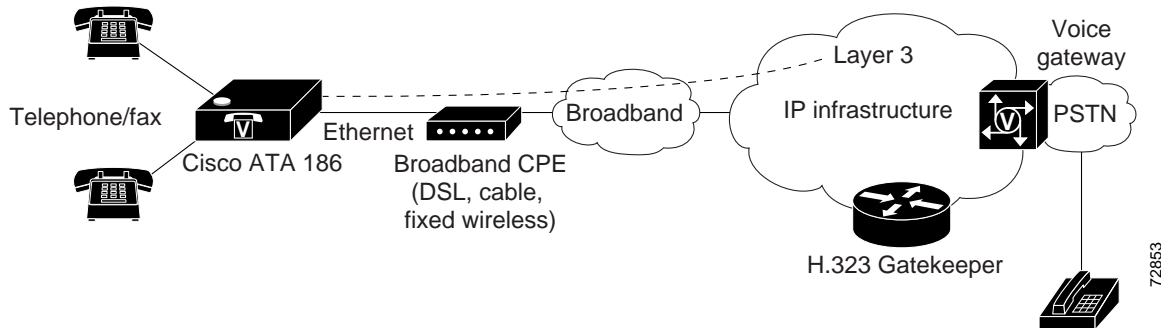 Voice
gateway
Layer 3
Telephone/fax
V
Ethernet
Broadband
IP infrastructure
V
PSTN
Cisco ATA 186
Broadband CPE
(DSL, cable,
fixed wireless)
H.323 Gatekeeper
72853